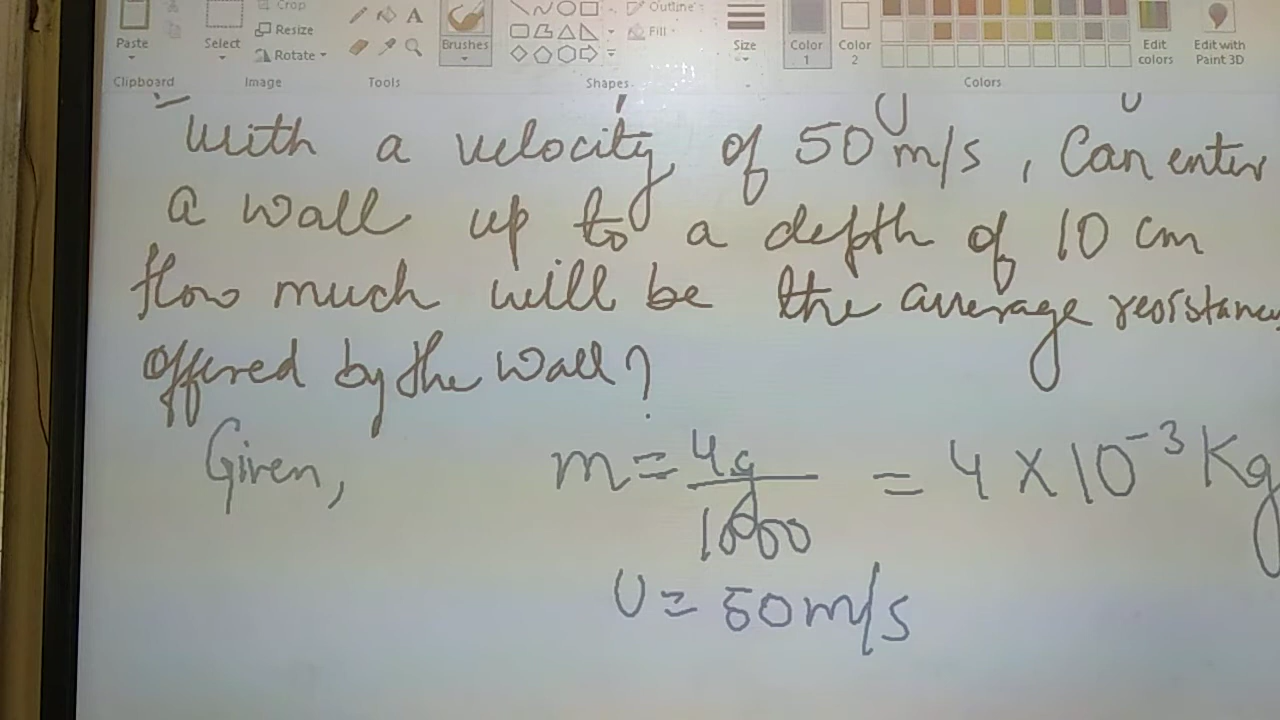 Crop
Resize
Rotate
Paste
Select
Brushes
Outline
Fill
Size
Color 1
Color 2
Edit colors
Edit with Paint 3D
Clipboard
Image
Tools
Shapes
Colors
with a velocity of 50 m/s, Can enter
a wall up to a depth of 10 cm
How much will be the average
offered by the wall?
Given, m = 4g/1000 = 4 × 10⁻³ Kg
U = 50 m/s